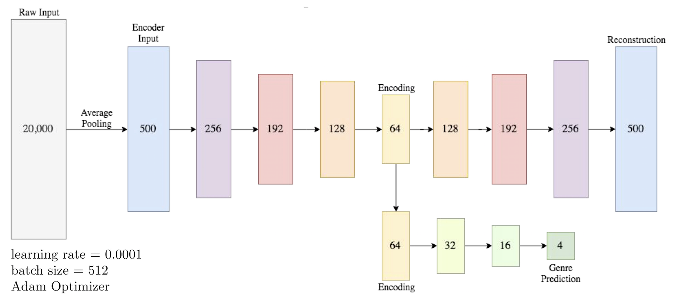 Raw Input
20,000
Average
Pooling
Encoder
Input
500
256
192
128
Encoding
64
128
192
256
Reconstruction
500
64
Encoding
32
16
4
Genre
Prediction
learning rate = 0.0001
batch size = 512
Adam Optimizer